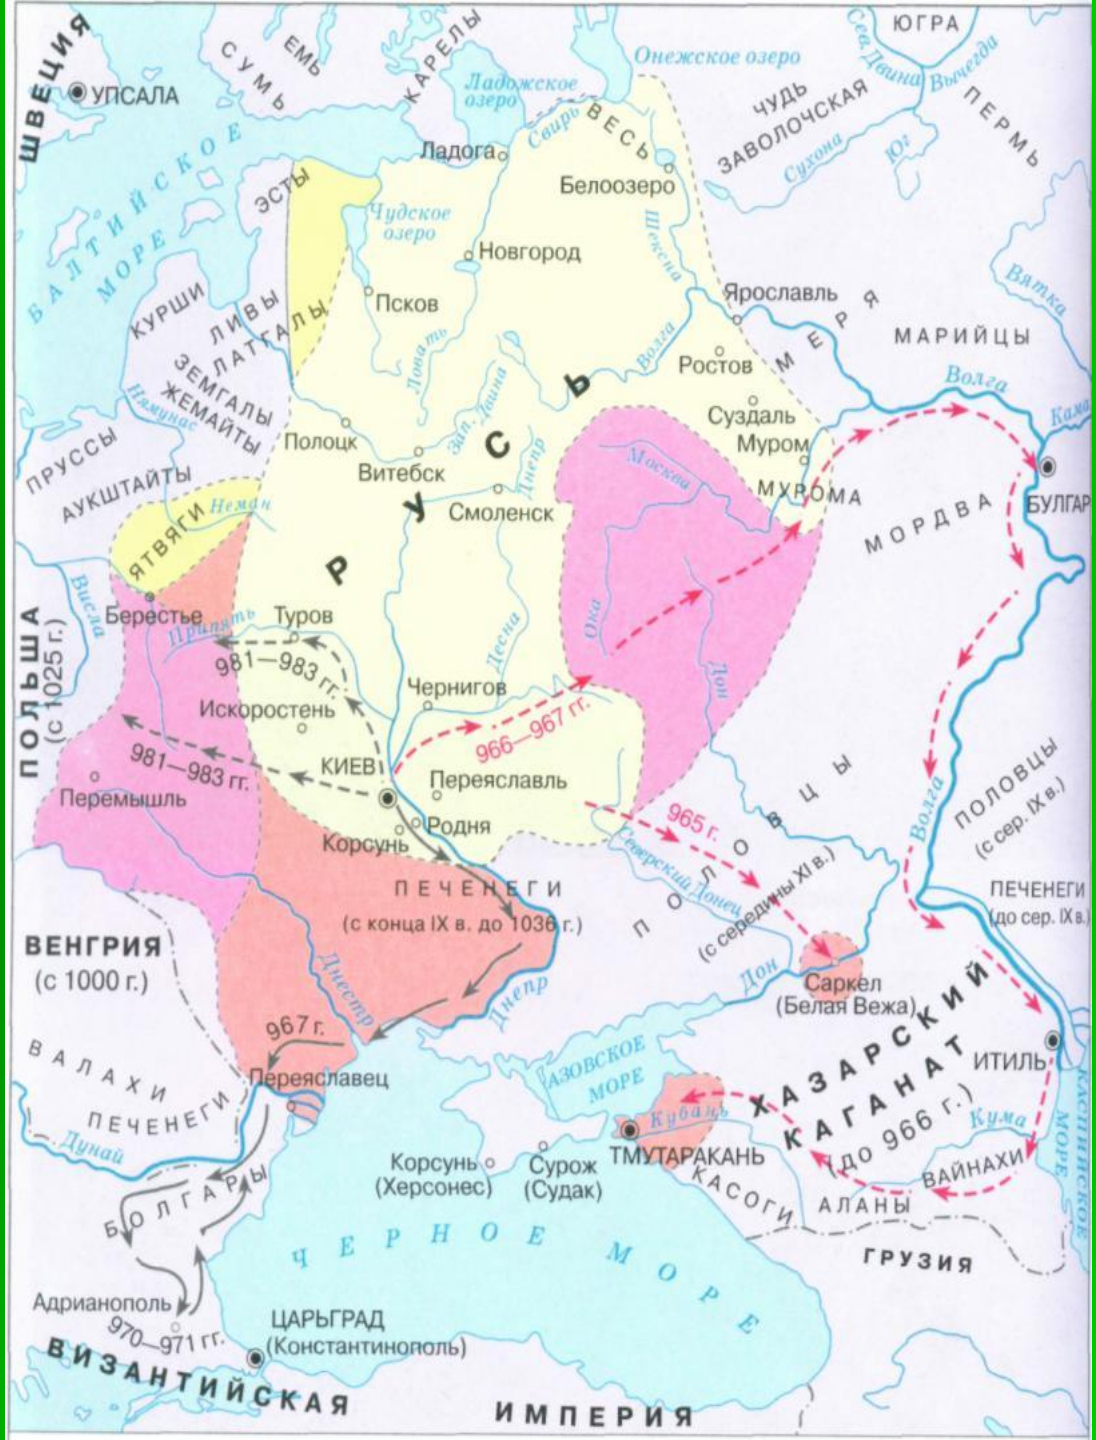 ШВЕЦИЯ
УПСАЛА
СУМЬ
ЕМЬ
КАРЕЛЫ
Ладожское
озеро
Онежское озеро
ЮГРА
Сев. Двина
Вычегда
ПЕРМЬ
ЧУДЬ
ЗАВОЛОЧСКАЯ
Сухона
Юг
Свирь
ВЕСЬ
Ладога
Белоозеро
БАЛТИЙСКОЕ
МОРЕ
ЭСТЫ
Чудское
озеро
Новгород
Шексна
Псков
Ярославль
МЕРЯ
Вятка
КУРШИ
ЛИВЫ
ЛАТГАЛЫ
ЗЕМГАЛЫ
ЖЕМАЙТЫ
Нямунас
Ловать
Волга
Ростов
МАРИЙЦЫ
Волга
Кама
Зап. Двина
РУСЬ
Суздаль
Муром
Полоцк
Витебск
Днепр
Москва
ПРУССЫ
АУКШТАЙТЫ
Неман
ЯТВЯГИ
Смоленск
МУРОМА
МОРДВА
БУЛГАР
Висла
Берестье
Припять
Туров
981—983 гг.
Десна
Ока
Дон
ПОЛЬША
(с 1025 г.)
Искоростень
Чернигов
966—967 гг.
981—983 гг.
КИЕВ
Переяславль
Перемышль
Корсунь
Родня
965 г.
Северский Донец
ПОЛОВЦЫ
(с середины XI в.)
Волга
ПОЛОВЦЫ
(с сер. IX в.)
ПЕЧЕНЕГИ
(с конца IX в. до 1036 г.)
ПЕЧЕНЕГИ
(до сер. IX в.)
ВЕНГРИЯ
(с 1000 г.)
Днестр
Днепр
Дон
Саркел
(Белая Вежа)
967 г.
ВАЛАХИ
ПЕЧЕНЕГИ
Переяславец
АЗОВСКОЕ
МОРЕ
ХАЗАРСКИЙ
КАГАНАТ
(ДО 966 г.)
ИТИЛЬ
КАСПИЙСКОЕ
МОРЕ
Кубань
Кума
Дунай
БОЛГАРЫ
Корсунь
(Херсонес)
Сурож
(Судак)
ТМУТАРАКАНЬ
КАСОГИ
АЛАНЫ
ВАЙНАХИ
ГРУЗИЯ
ЧЕРНОЕ МОРЕ
Адрианополь
970—971 гг.
ЦАРЬГРАД
(Константинополь)
ВИЗАНТИЙСКАЯ
ИМПЕРИЯ